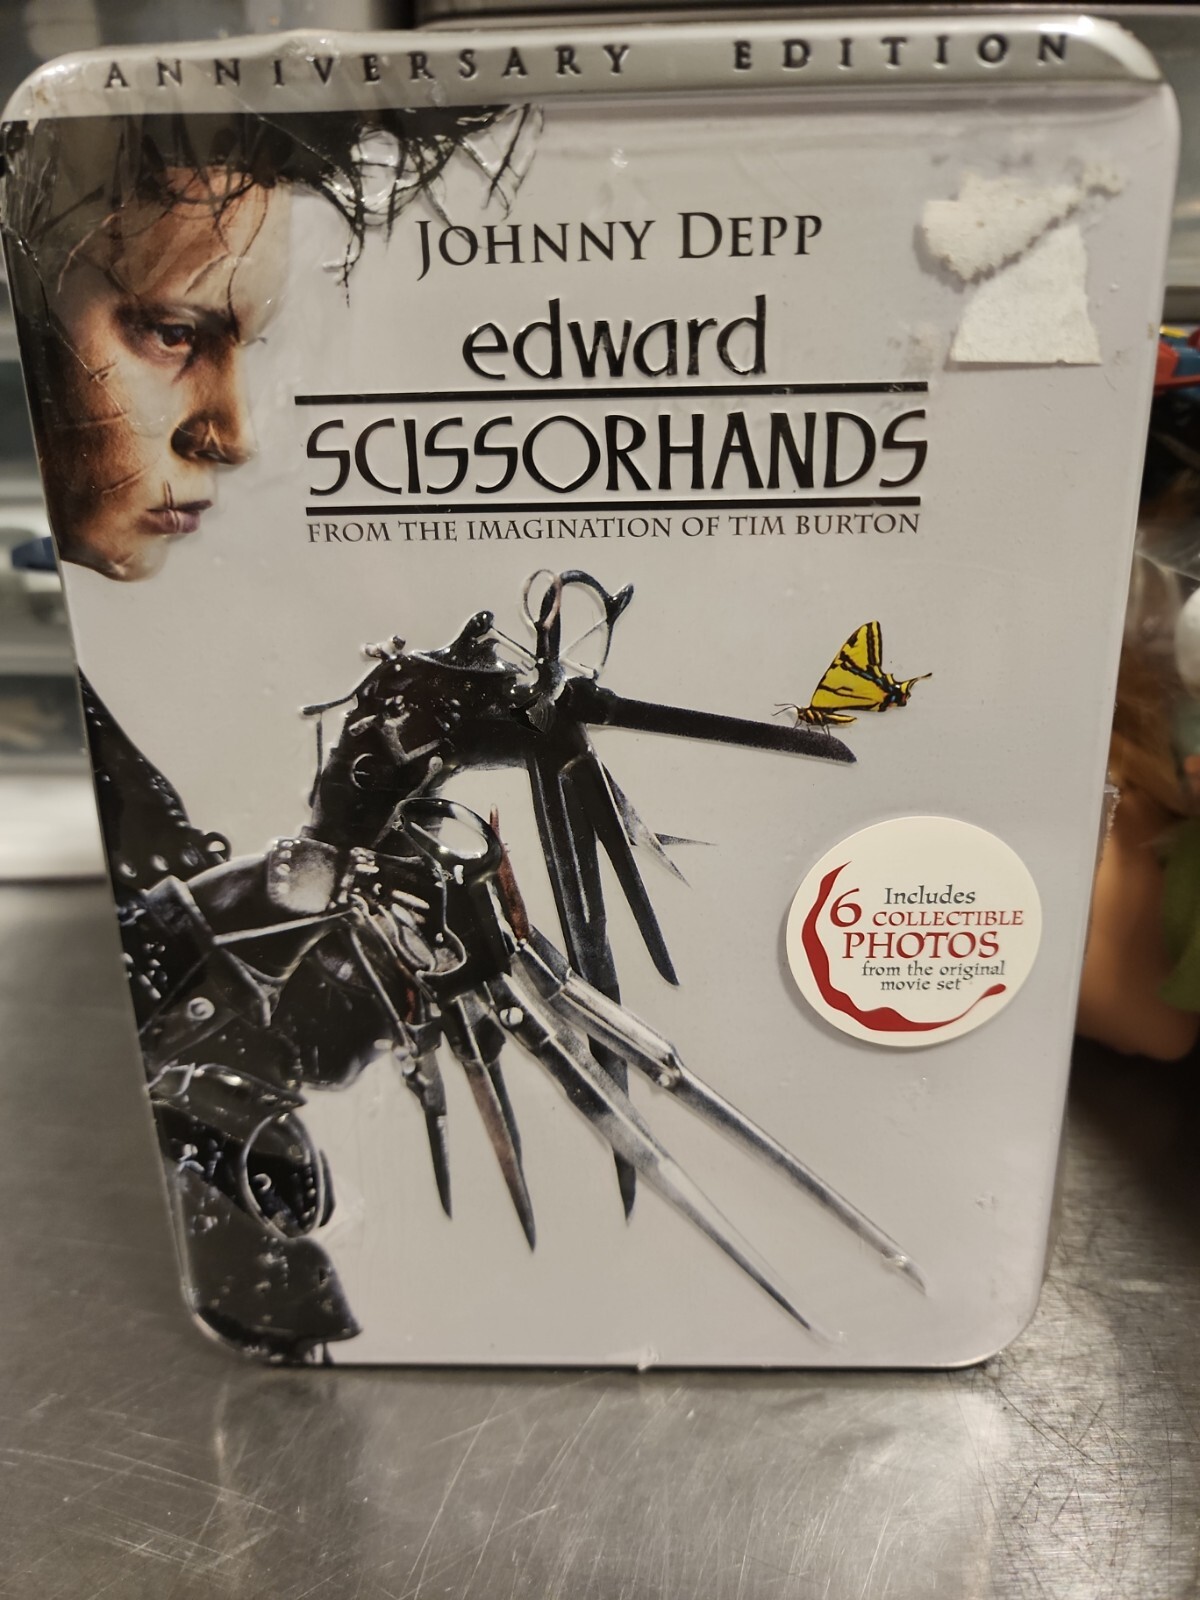 ANNIVERSARY EDITION
JOHNNY DEPP
edward
SCISSORHANDS
FROM THE IMAGINATION OF TIM BURTON
Includes
6 COLLECTIBLE
PHOTOS
from the original
movie set